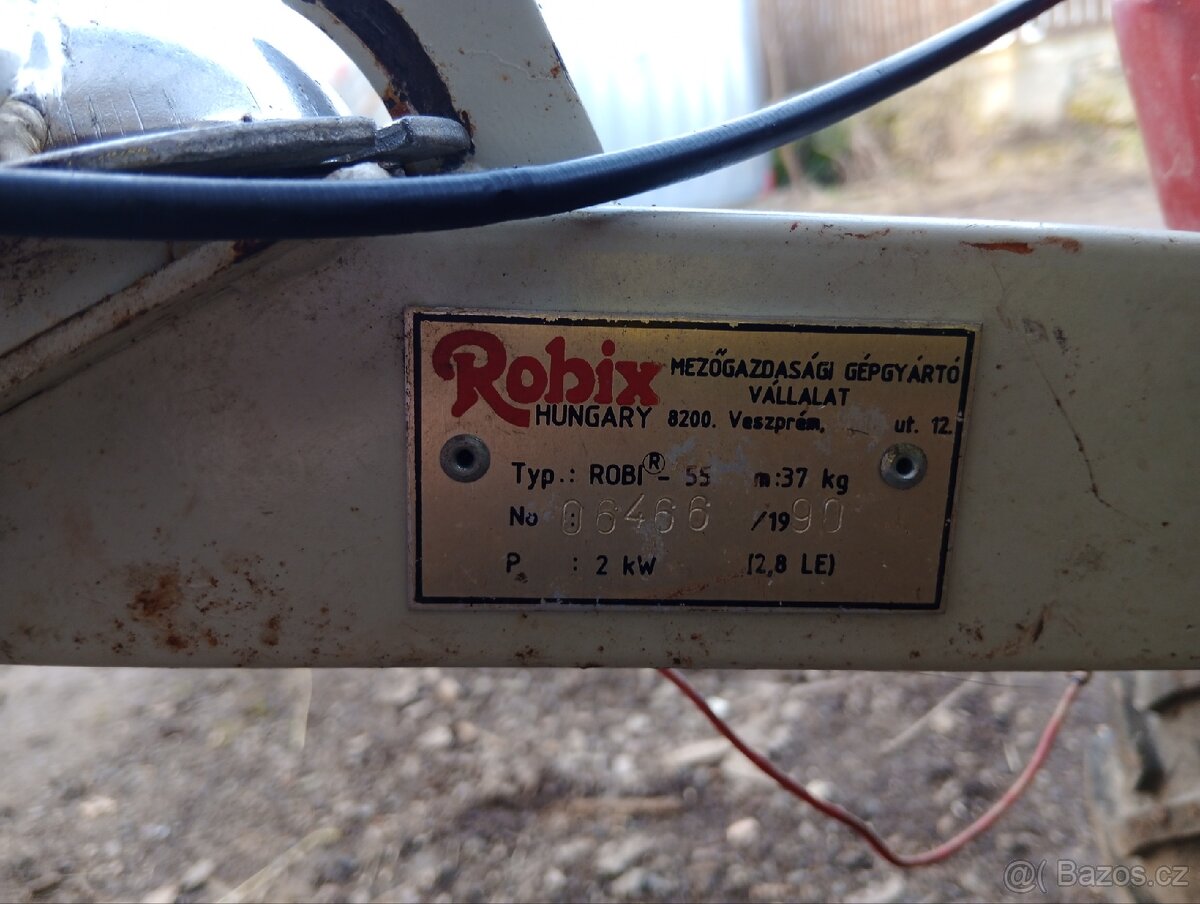 Robix MEZŐGAZDASÁGI GÉPGYÁRTÓ
VÁLLALAT
HUNGARY 8200. Veszprém, ut. 12.
Typ.: ROBI® - 55 m:37 kg
No : 06466 /1990
P : 2 kW (2,8 LE)
@( Bazoš.cz